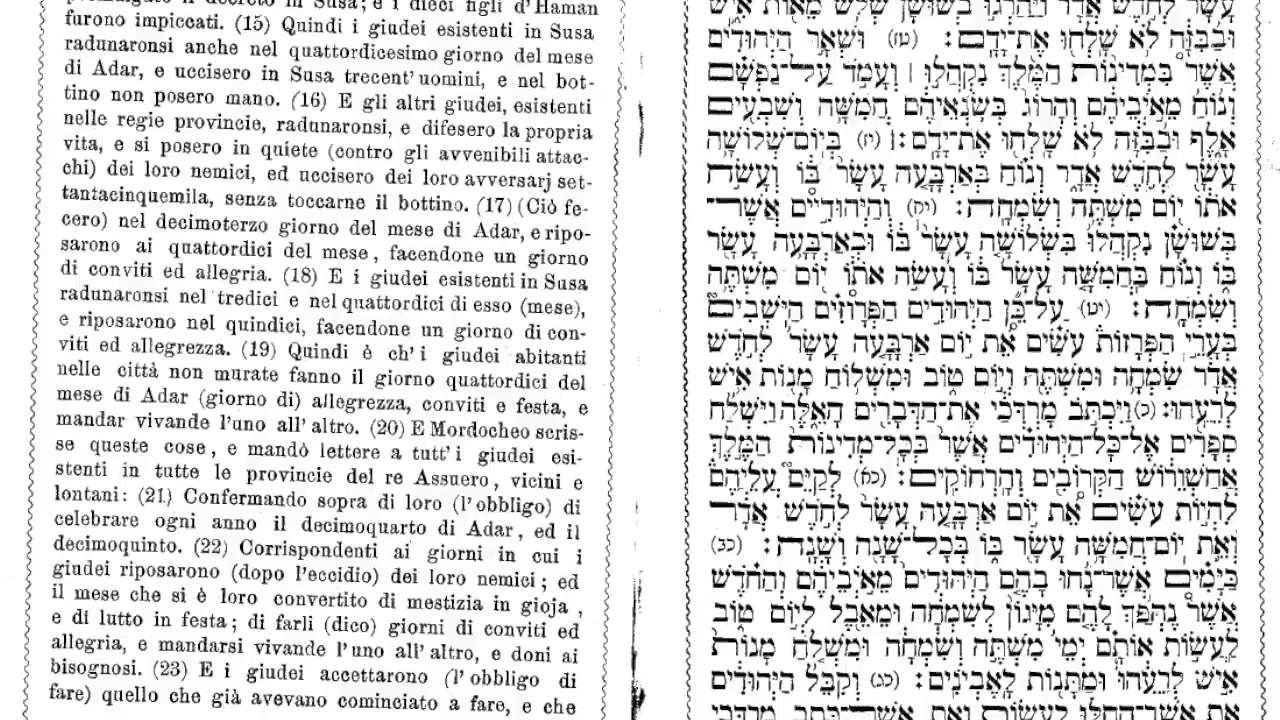 promulgato il decreto in Susa; e i dieci figli d'Haman
furono impiccati. (15) Quindi i giudei esistenti in Susa
radunaronsi anche nel quattordicesimo giorno del mese
di Adar, e uccisero in Susa trecent'uomini, e nel bot-
tino non posero mano. (16) E gli altri giudei, esistenti
nelle regie provincie, radunaronsi, e difesero la propria
vita, e si posero in quiete (contro gli avvenibili attac-
chi) dei loro nemici, ed uccisero dei loro avversarj set-
tantacinquemila, senza toccarne il bottino. (17) (Ciò fe-
cero) nel decimoterzo giorno del mese di Adar, e ripo-
sarono ai quattordici del mese, facendone un giorno
di conviti ed allegria. (18) E i giudei esistenti in Susa
radunaronsi nel tredici e nel quattordici di esso (mese),
e riposarono nel quindici, facendone un giorno di con-
viti ed allegrezza. (19) Quindi è ch'i giudei abitanti
nelle città non murate fanno il giorno quattordici del
mese di Adar (giorno di) allegrezza, conviti e festa, e
mandar vivande l'uno all'altro. (20) E Mordocheo scris-
se queste cose, e mandò lettere a tutt'i giudei esi-
stenti in tutte le provincie del re Assuero, vicini e
lontani: (21) Confermando sopra di loro (l'obbligo) di
celebrare ogni anno il decimoquarto di Adar, ed il
decimoquinto. (22) Corrispondenti ai giorni in cui i
giudei riposarono (dopo l'eccidio) dei loro nemici; ed
il mese che si è loro convertito di mestizia in gioja,
e di lutto in festa; di farli (dico) giorni di conviti ed
allegria, e mandarsi vivande l'uno all'altro, e doni ai
bisognosi. (23) E i giudei accettarono (l'obbligo di
fare) quello che già avevano cominciato a fare, e che
עָשָׂר לְחֹדֶשׁ אֲדָר וַיַּהַרְגוּ בְשׁוּשָׁן שְׁלֹשׁ מֵאוֹת אִישׁ
וּבַבִּזָּה לֹא שָׁלְחוּ אֶת־יָדָם׃ (טז) וּשְׁאָר הַיְּהוּדִים
אֲשֶׁר בִּמְדִינוֹת הַמֶּלֶךְ נִקְהֲלוּ ׀ וְעָמֹד עַל־נַפְשָׁם
וְנוֹחַ מֵאֹיְבֵיהֶם וְהָרוֹג בְּשֹׂנְאֵיהֶם חֲמִשָּׁה וְשִׁבְעִים
אָלֶף וּבַבִּזָּה לֹא שָׁלְחוּ אֶת־יָדָם׃ (יז) בְּיוֹם־שְׁלוֹשָׁה
עָשָׂר לְחֹדֶשׁ אֲדָר וְנוֹחַ בְּאַרְבָּעָה עָשָׂר בּוֹ וְעָשֹׂה
אֹתוֹ יוֹם מִשְׁתֶּה וְשִׂמְחָה׃ (יח) וְהַיְּהוּדִיִּים אֲשֶׁר־
בְּשׁוּשָׁן נִקְהֲלוּ בִּשְׁלוֹשָׁה עָשָׂר בּוֹ וּבְאַרְבָּעָה עָשָׂר
בּוֹ וְנוֹחַ בַּחֲמִשָּׁה עָשָׂר בּוֹ וְעָשֹׂה אֹתוֹ יוֹם מִשְׁתֶּה
וְשִׂמְחָה׃ (יט) עַל־כֵּן הַיְּהוּדִים הַפְּרָוזִים הַיֹּשְׁבִים
בְּעָרֵי הַפְּרָזוֹת עֹשִׂים אֵת יוֹם אַרְבָּעָה עָשָׂר לְחֹדֶשׁ
אֲדָר שִׂמְחָה וּמִשְׁתֶּה וְיוֹם טוֹב וּמִשְׁלוֹחַ מָנוֹת אִישׁ
לְרֵעֵהוּ׃ (כ) וַיִּכְתֹּב מָרְדֳּכַי אֶת־הַדְּבָרִים הָאֵלֶּה וַיִּשְׁלַח
סְפָרִים אֶל־כָּל־הַיְּהוּדִים אֲשֶׁר בְּכָל־מְדִינוֹת הַמֶּלֶךְ
אֲחַשְׁוֵרוֹשׁ הַקְּרוֹבִים וְהָרְחוֹקִים׃ (כא) לְקַיֵּם עֲלֵיהֶם
לִהְיוֹת עֹשִׂים אֵת יוֹם אַרְבָּעָה עָשָׂר לְחֹדֶשׁ אֲדָר
וְאֵת יוֹם־חֲמִשָּׁה עָשָׂר בּוֹ בְּכָל־שָׁנָה וְשָׁנָה׃ (כב)
כַּיָּמִים אֲשֶׁר־נָחוּ בָהֶם הַיְּהוּדִים מֵאֹיְבֵיהֶם וְהַחֹדֶשׁ
אֲשֶׁר נֶהְפַּךְ לָהֶם מִיָּגוֹן לְשִׂמְחָה וּמֵאֵבֶל לְיוֹם טוֹב
לַעֲשׂוֹת אוֹתָם יְמֵי מִשְׁתֶּה וְשִׂמְחָה וּמִשְׁלֹחַ מָנוֹת
אִישׁ לְרֵעֵהוּ וּמַתָּנוֹת לָאֶבְיֹנִים׃ (כג) וְקִבֵּל הַיְּהוּדִים
אֵת אֲשֶׁר־הֵחֵלּוּ לַעֲשׂוֹת וְאֵת אֲשֶׁר־כָּתַב מָרְדֳּכַי